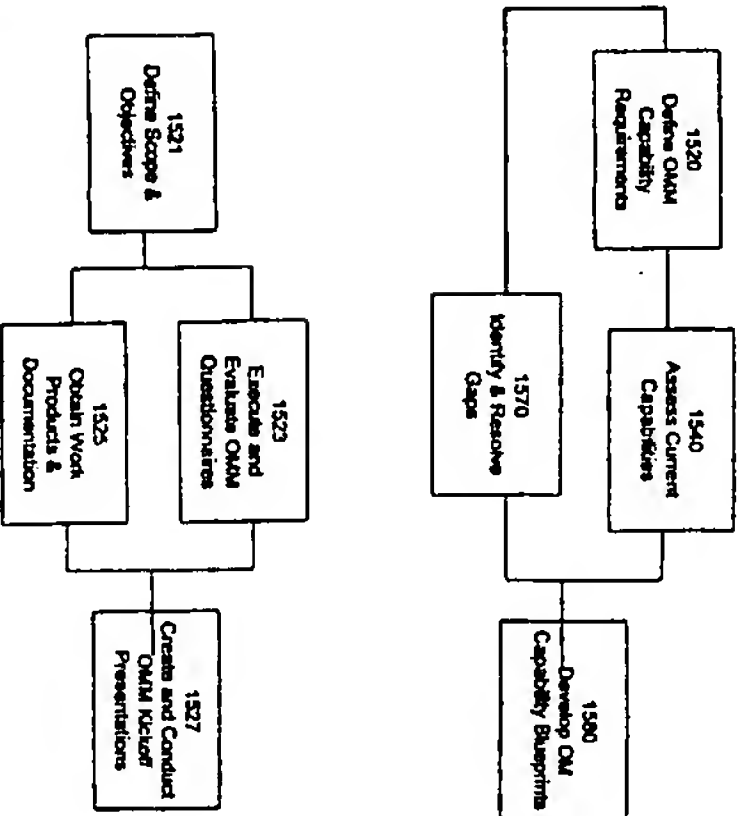 1520
Define OMM
Capability
Requirements
1540
Assess Current
Capabilities
1570
Identify & Resolve
Gaps
1580
Develop OM
Capability Blueprints
1521
Define Scope &
Objectives
1523
Execute and
Evaluate OMM
Questionnaires
1525
Obtain Work
Products &
Documentation
1527
Create and Conduct
OMM Kickoff
Presentations